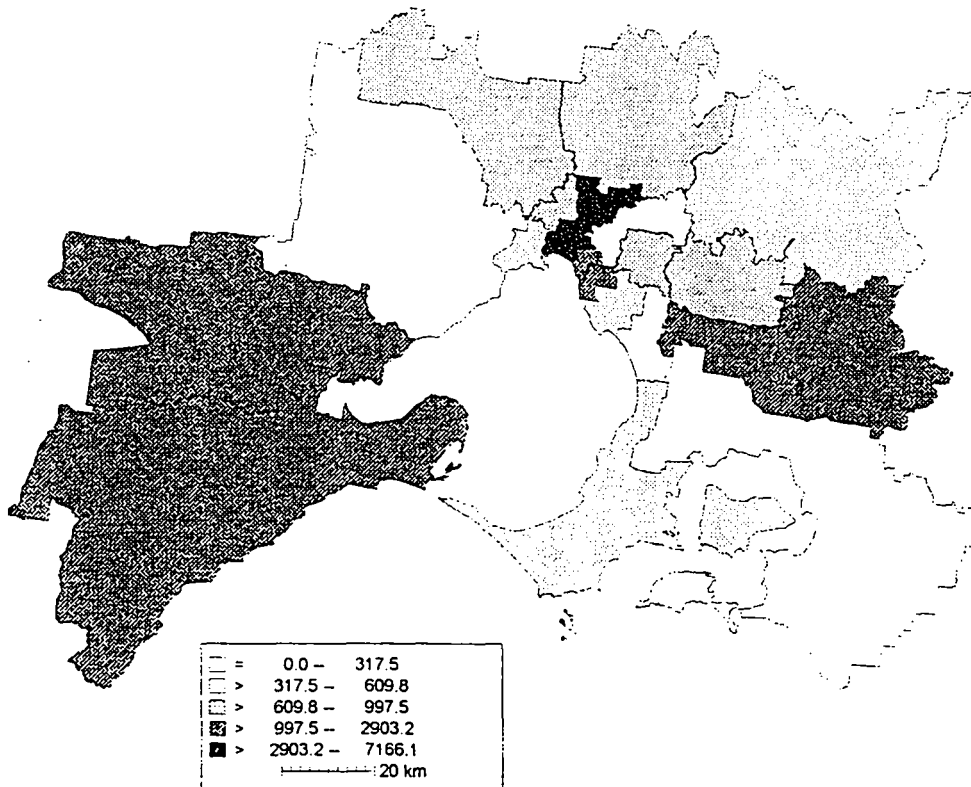 = 0.0 – 317.5
> 317.5 – 609.8
> 609.8 – 997.5
> 997.5 – 2903.2
> 2903.2 – 7166.1
20 km